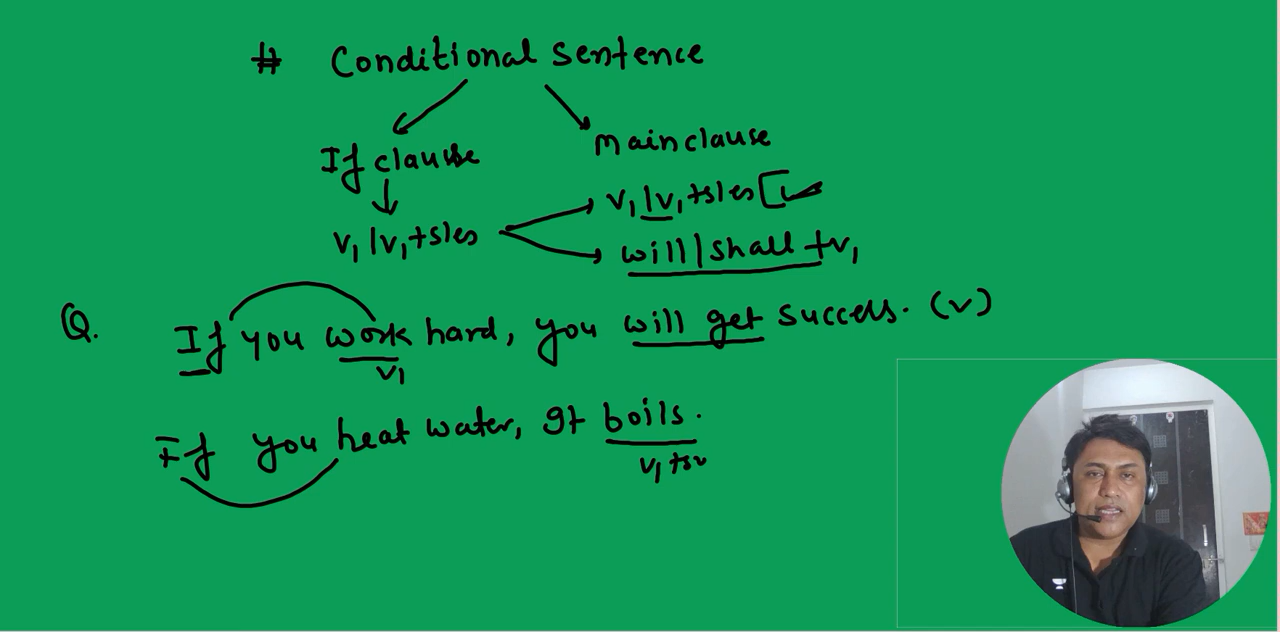 # Conditional Sentence
If clause
Main clause
V₁ | V₁ + s|es
V₁ | V₁ + s|es [
will | shall + V₁
Q. If you work hard, you will get success. (v)
V₁
If you heat water, It boils.
V₁ + s